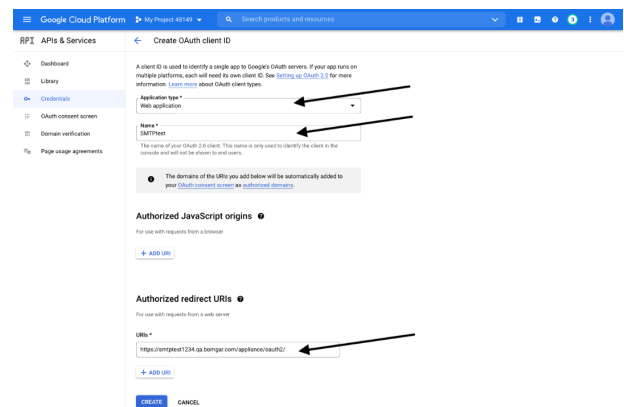 Google Cloud Platform
My Project 48149
Search products and resources
3
API APIs & Services
Create OAuth client ID
Dashboard
Library
Credentials
OAuth consent screen
Domain verification
Page usage agreements
A client ID is used to identify a single app to Google's OAuth servers. If your app runs on
multiple platforms, each will need its own client ID. See Setting up OAuth 2.0 for more
information. Learn more about OAuth client types.
Application type *
Web application
Name *
SMTPtest
The name of your OAuth 2.0 client. This name is only used to identify the client in the
console and will not be shown to end users.
The domains of the URIs you add below will be automatically added to
your OAuth consent screen as authorized domains.
Authorized JavaScript origins
For use with requests from a browser
+ ADD URI
Authorized redirect URIs
For use with requests from a web server
URIs *
https://smtptest1234.qa.bomgar.com/appliance/oauth2/
+ ADD URI
CREATE CANCEL